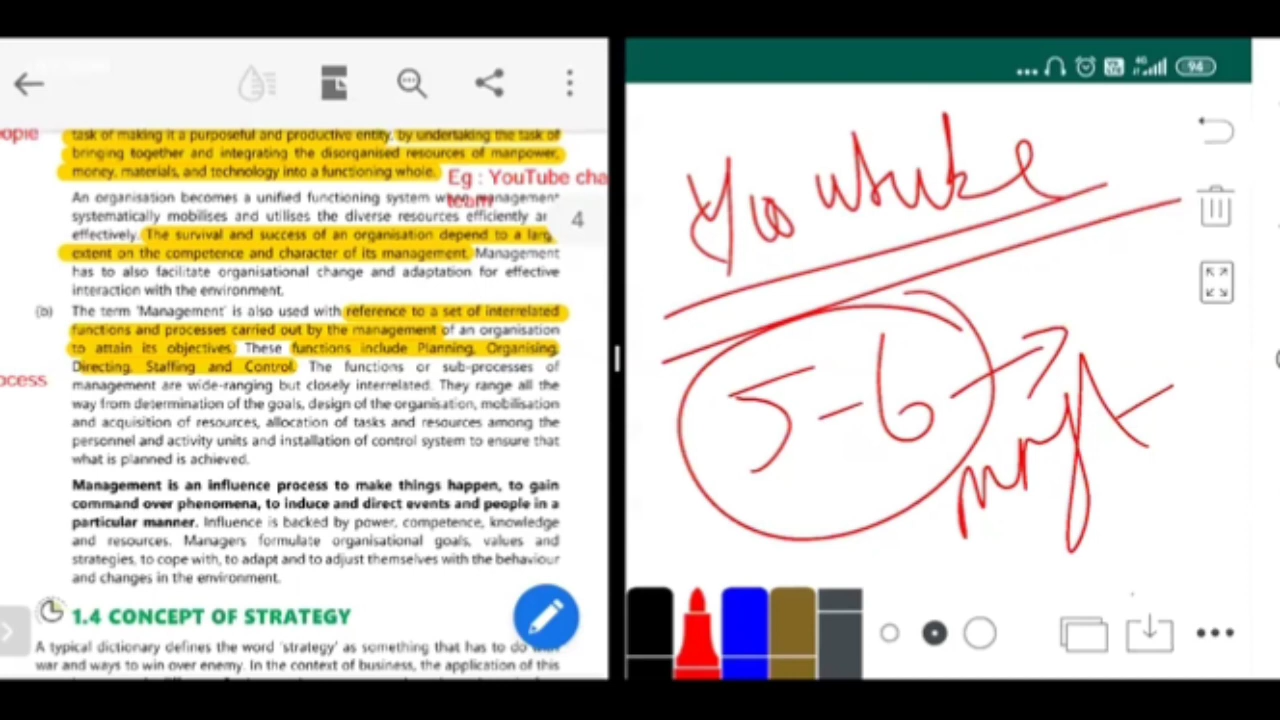 task of making it a purposeful and productive entity, by undertaking the task of
bringing together and integrating the disorganised resources of manpower,
money, materials, and technology into a functioning whole.
Eg : YouTube cha
team
An organisation becomes a unified functioning system when management
systematically mobilises and utilises the diverse resources efficiently an
effectively. The survival and success of an organisation depend to a larg
extent on the competence and character of its management. Management
has to also facilitate organisational change and adaptation for effective
interaction with the environment.
4
(b) The term 'Management' is also used with reference to a set of interrelated
functions and processes carried out by the management of an organisation
to attain its objectives. These functions include Planning, Organising,
Directing, Staffing and Control. The functions or sub-processes of
ocess
management are wide-ranging but closely interrelated. They range all the
way from determination of the goals, design of the organisation, mobilisation
and acquisition of resources, allocation of tasks and resources among the
personnel and activity units and installation of control system to ensure that
what is planned is achieved.
Management is an influence process to make things happen, to gain
command over phenomena, to induce and direct events and people in a
particular manner. Influence is backed by power, competence, knowledge
and resources. Managers formulate organisational goals, values and
strategies, to cope with, to adapt and to adjust themselves with the behaviour
and changes in the environment.
1.4 CONCEPT OF STRATEGY
A typical dictionary defines the word 'strategy' as something that has to do with
war and ways to win over enemy. In the context of business, the application of this
4G
94
5-6